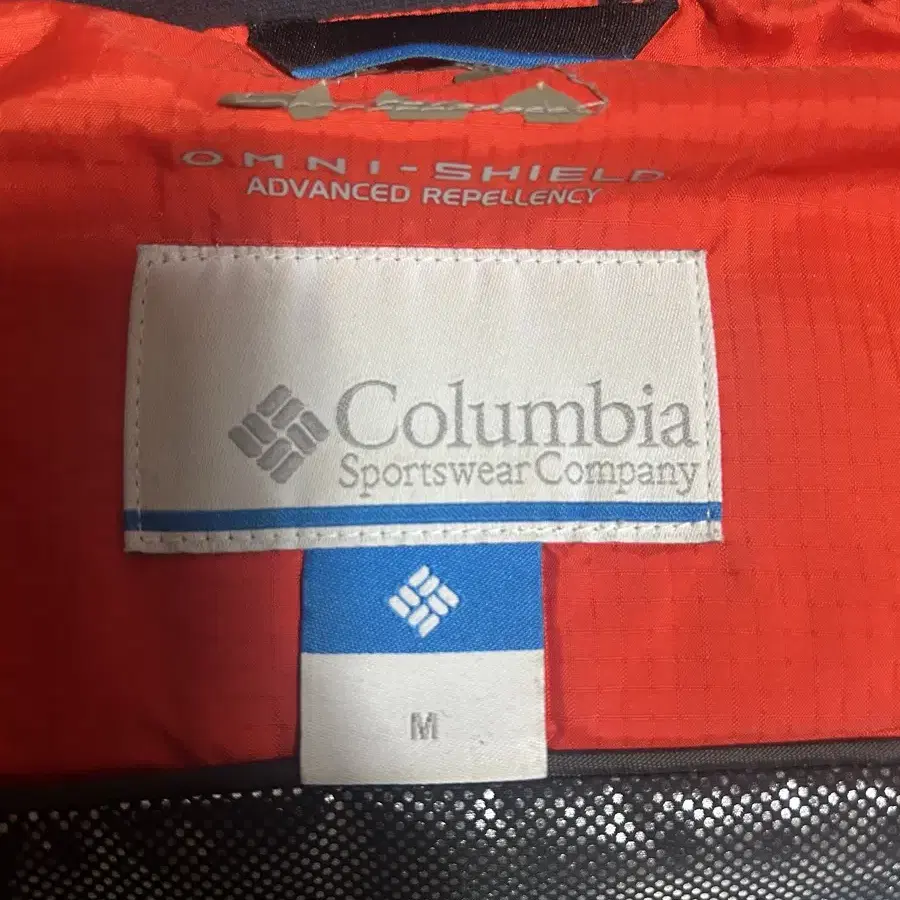 OMNI-SHIELD
ADVANCED REPELLENCY
Columbia
Sportswear Company
M